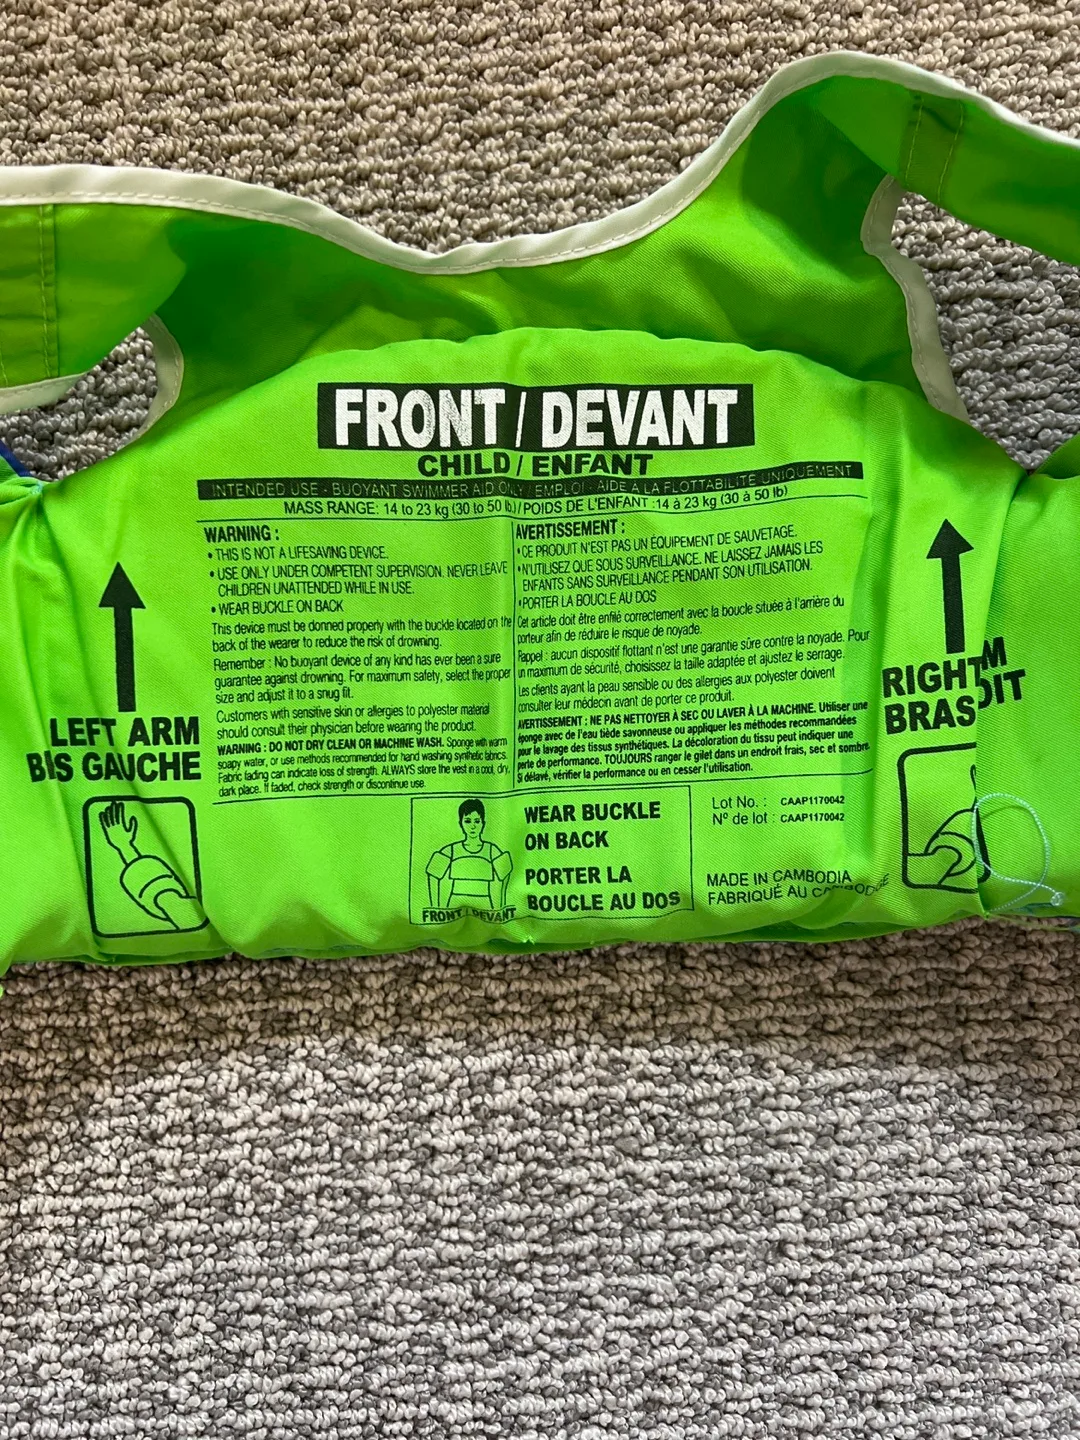 FRONT / DEVANT
CHILD / ENFANT
INTENDED USE - BUOYANT SWIMMER AID ONLY / EMPLOI - AIDE A LA FLOTTABILITE UNIQUEMENT
MASS RANGE: 14 to 23 kg (30 to 50 lb.) / POIDS DE L'ENFANT :14 à 23 kg (30 à 50 lb)
WARNING :
• THIS IS NOT A LIFESAVING DEVICE.
• USE ONLY UNDER COMPETENT SUPERVISION. NEVER LEAVE
CHILDREN UNATTENDED WHILE IN USE.
• WEAR BUCKLE ON BACK
This device must be donned properly with the buckle located on the
back of the wearer to reduce the risk of drowning.
Remember : No buoyant device of any kind has ever been a sure
guarantee against drowning. For maximum safety, select the proper
size and adjust it to a snug fit.
Customers with sensitive skin or allergies to polyester material
should consult their physician before wearing the product.
WARNING : DO NOT DRY CLEAN OR MACHINE WASH. Sponge with warm
soapy water, or use methods recommended for hand washing synthetic fabrics.
Fabric fading can indicate loss of strength. ALWAYS store the vest in a cool, dry,
dark place. If faded, check strength or discontinue use.
AVERTISSEMENT :
• CE PRODUIT N'EST PAS UN ÉQUIPEMENT DE SAUVETAGE.
• N'UTILISEZ QUE SOUS SURVEILLANCE. NE LAISSEZ JAMAIS LES
ENFANTS SANS SURVEILLANCE PENDANT SON UTILISATION.
• PORTER LA BOUCLE AU DOS
Cet article doit être enfilé correctement avec la boucle située à l'arrière du
porteur afin de réduire le risque de noyade.
Rappel : aucun dispositif flottant n'est une garantie sûre contre la noyade. Pour
un maximum de sécurité, choisissez la taille adaptée et ajustez le serrage.
Les clients ayant la peau sensible ou des allergies aux polyester doivent
consulter leur médecin avant de porter ce produit.
AVERTISSEMENT : NE PAS NETTOYER À SEC OU LAVER À LA MACHINE. Utiliser une
éponge avec de l'eau tiède savonneuse ou appliquer les méthodes recommandées
pour le lavage des tissus synthétiques. La décoloration du tissu peut indiquer une
perte de performance. TOUJOURS ranger le gilet dans un endroit frais, sec et sombre.
Si délavé, vérifier la performance ou en cesser l'utilisation.
LEFT ARM
BRAS GAUCHE
RIGHT M
BRAS OIT
FRONT / DEVANT
WEAR BUCKLE
ON BACK
PORTER LA
BOUCLE AU DOS
Lot No. : CAAP1170042
Nº de lot : CAAP1170042
MADE IN CAMBODIA
FABRIQUÉ AU CAMBODGE